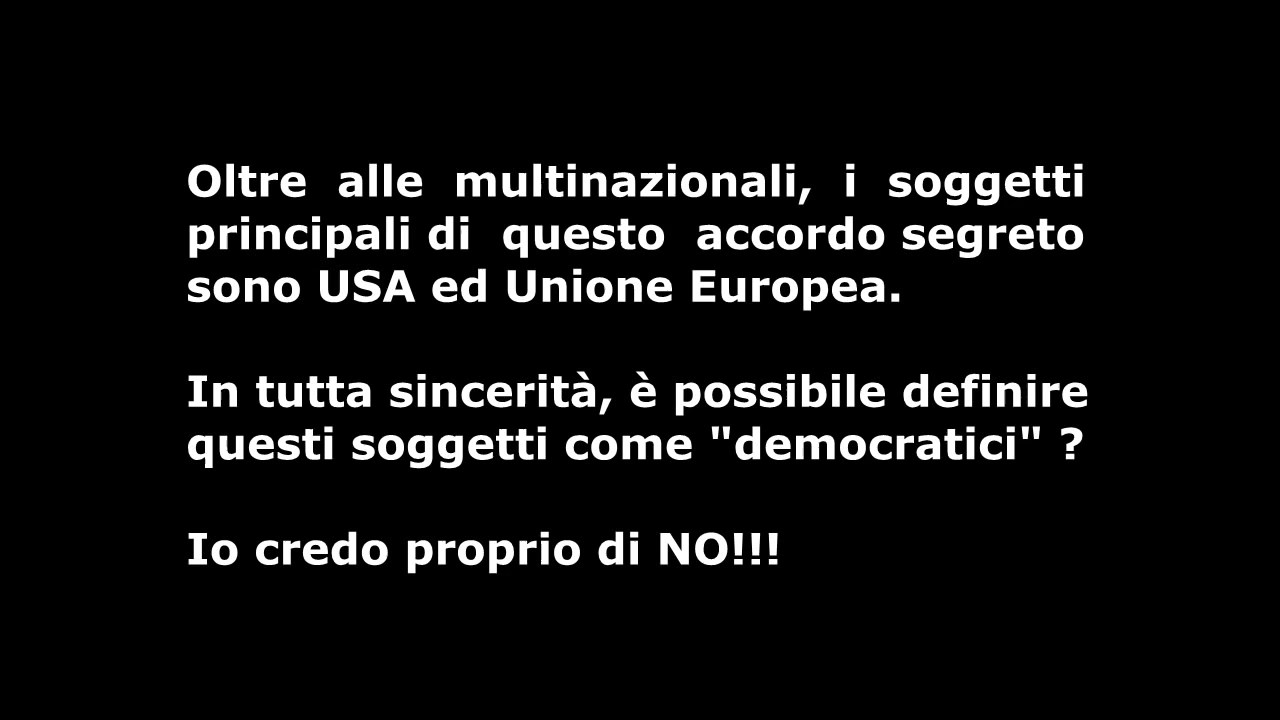 Oltre alle multinazionali, i soggetti
principali di questo accordo segreto
sono USA ed Unione Europea.
In tutta sincerità, è possibile definire
questi soggetti come "democratici" ?
Io credo proprio di NO!!!